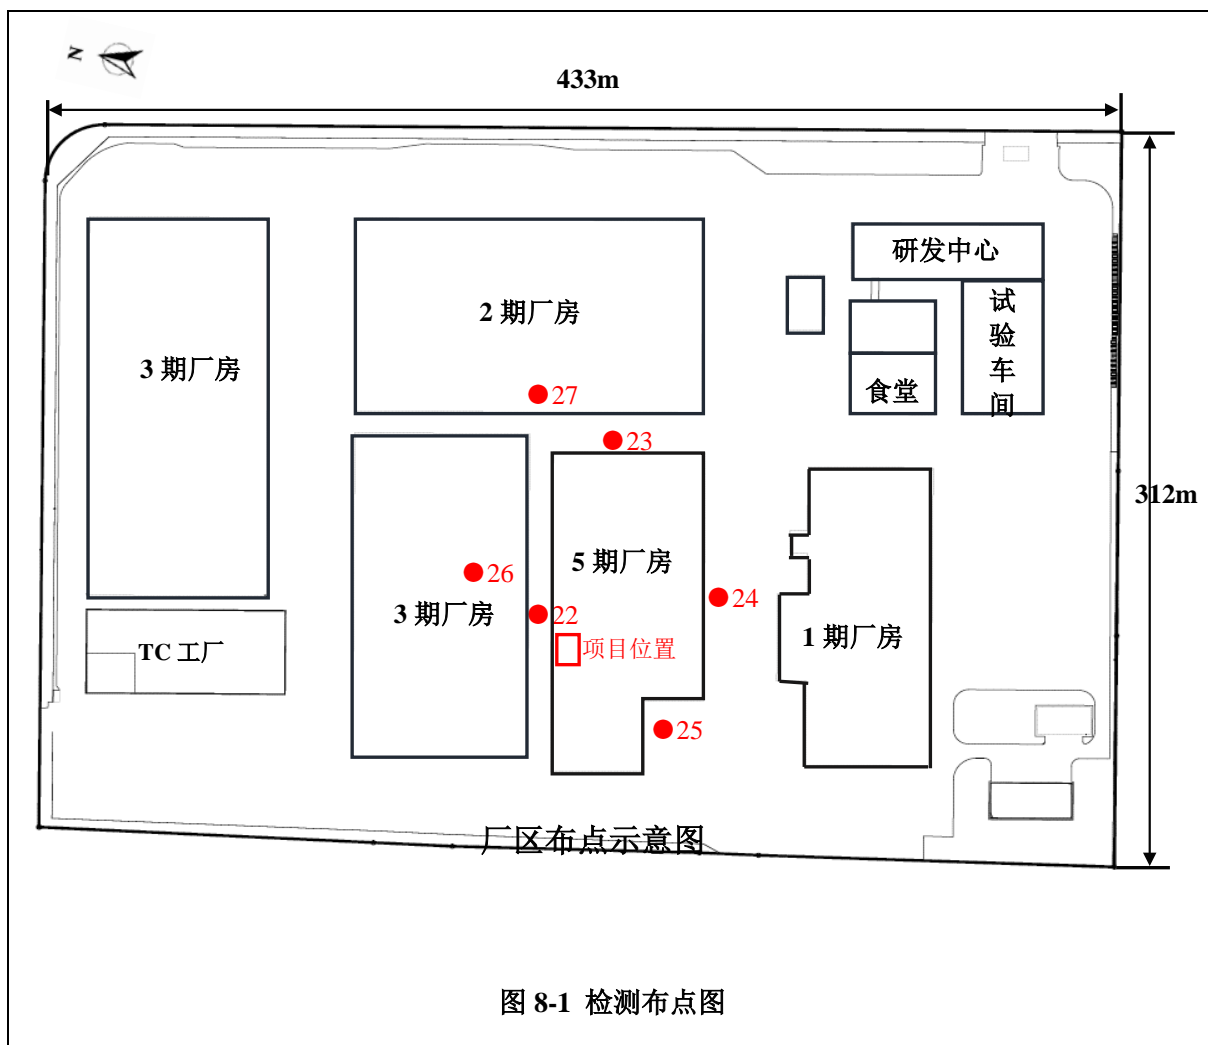 N
433m
研发中心
试验车间
2 期厂房
3 期厂房
食堂
27
23
312m
5 期厂房
26
24
3 期厂房
22
1 期厂房
项目位置
TC 工厂
25
厂区布点示意图
图 8-1 检测布点图